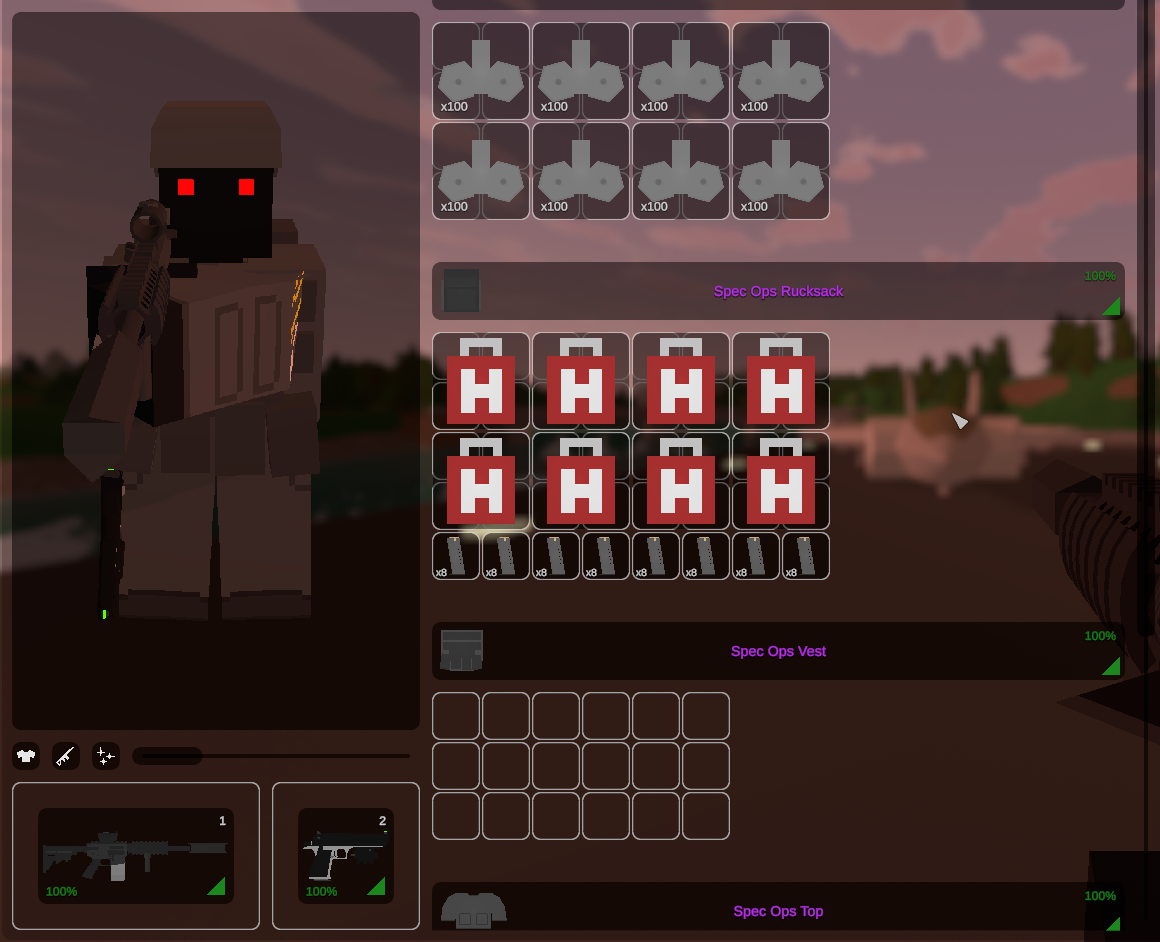 x100 x100 x100 x100
x100 x100 x100 x100
100%
Spec Ops Rucksack
H H H H
H H H H
x8 x8 x8 x8 x8 x8 x8 x8
100%
Spec Ops Vest
1
100%
2
100%
100%
Spec Ops Top